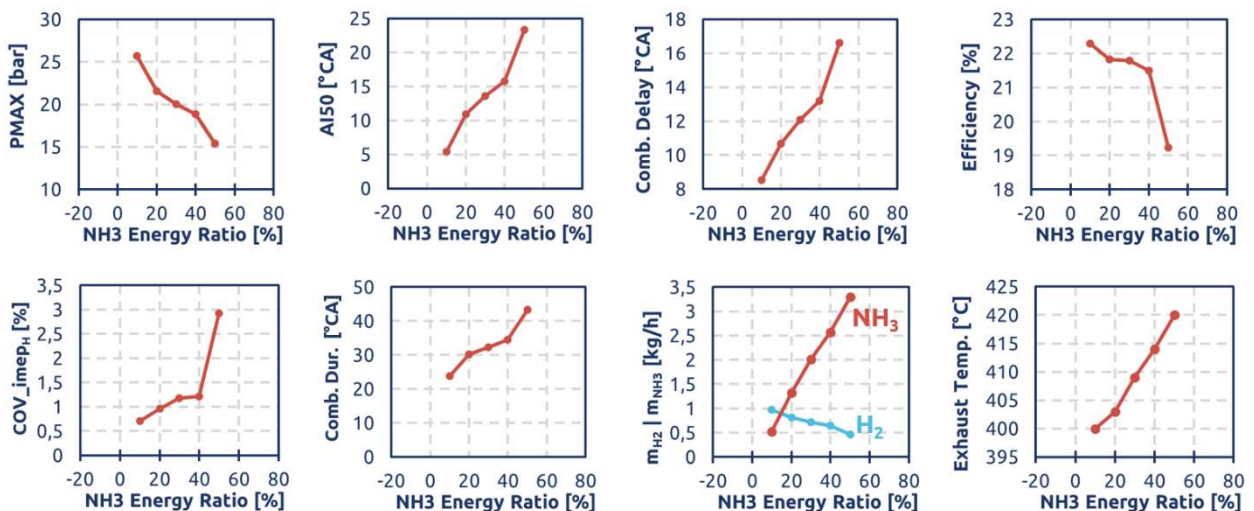 PMAX [bar]
30
25
20
15
10
-20 0 20 40 60 80
NH3 Energy Ratio [%]
AI50 [°CA]
25
20
15
10
5
0
-20 0 20 40 60 80
NH3 Energy Ratio [%]
Comb. Delay [°CA]
18
16
14
12
10
8
-20 0 20 40 60 80
NH3 Energy Ratio [%]
Efficiency [%]
23
22
21
20
19
18
-20 0 20 40 60 80
NH3 Energy Ratio [%]
COV_imepH [%]
3,5
3
2,5
2
1,5
1
0,5
0
-20 0 20 40 60 80
NH3 Energy Ratio [%]
Comb. Dur. [°CA]
50
40
30
20
10
0
-20 0 20 40 60 80
NH3 Energy Ratio [%]
mH2 | mNH3 [kg/h]
3,5
3
2,5
2
1,5
1
0,5
0
NH3
H2
-20 0 20 40 60 80
NH3 Energy Ratio [%]
Exhaust Temp. [°C]
425
420
415
410
405
400
395
-20 0 20 40 60 80
NH3 Energy Ratio [%]